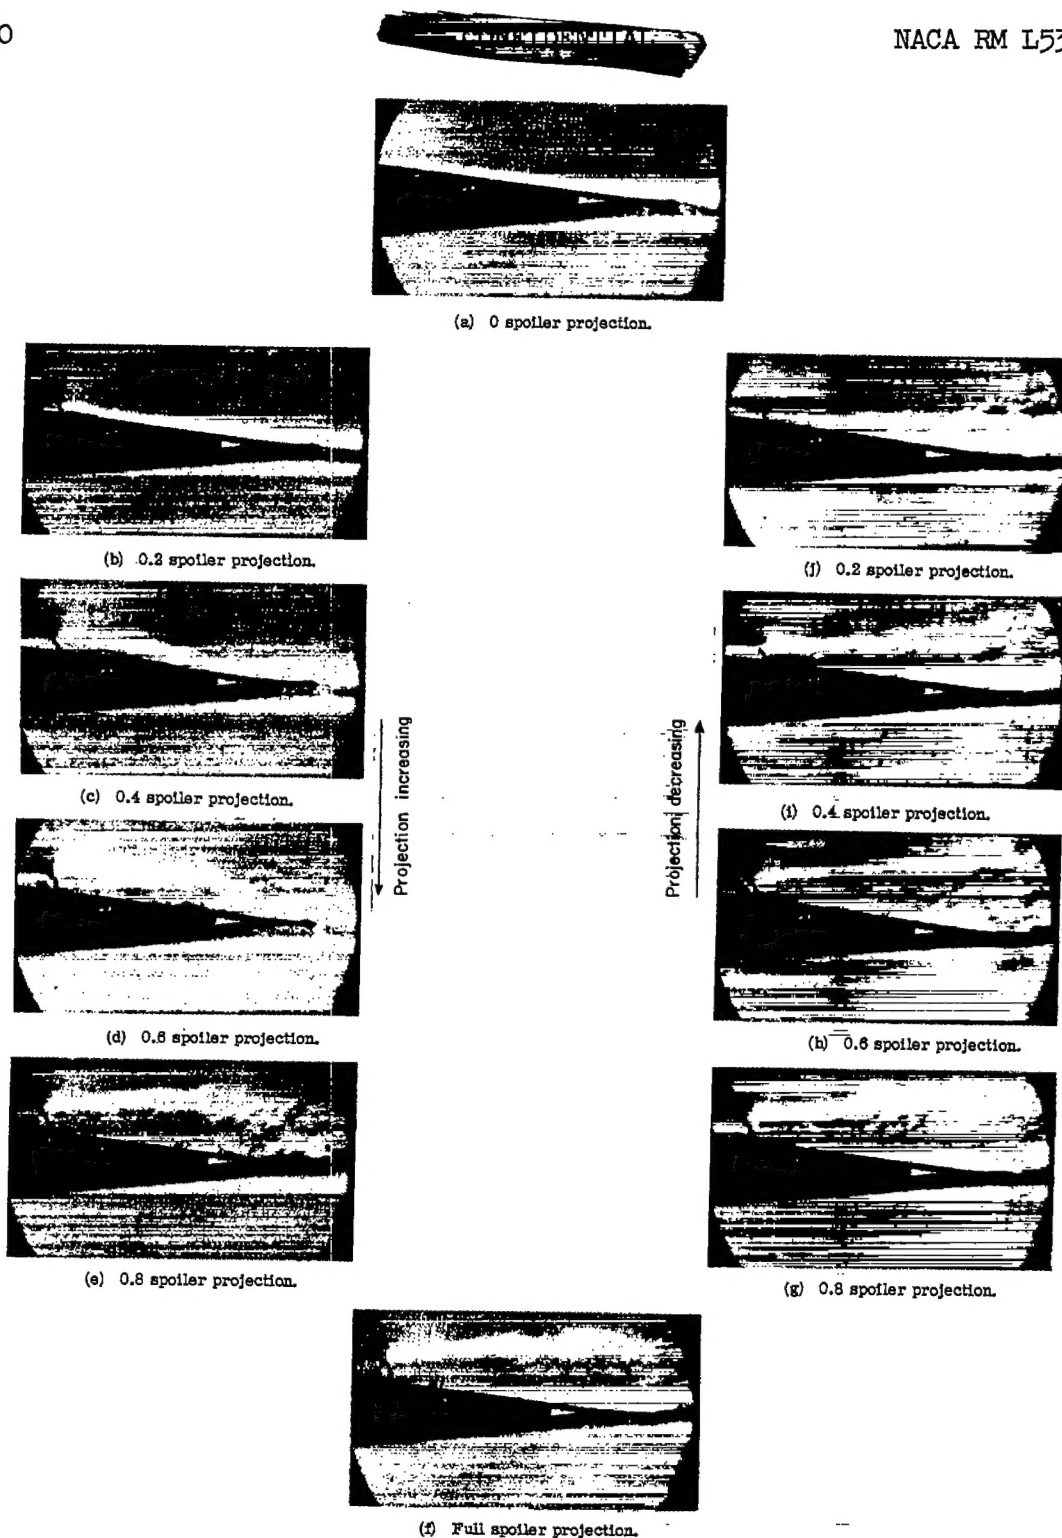 0
CONFIDENTIAL
NACA RM L53
(a) 0 spoiler projection.
(b) 0.2 spoiler projection.
(j) 0.2 spoiler projection.
(c) 0.4 spoiler projection.
(i) 0.4 spoiler projection.
Projection increasing
Projection decreasing
(d) 0.6 spoiler projection.
(h) 0.6 spoiler projection.
(e) 0.8 spoiler projection.
(g) 0.8 spoiler projection.
(f) Full spoiler projection.